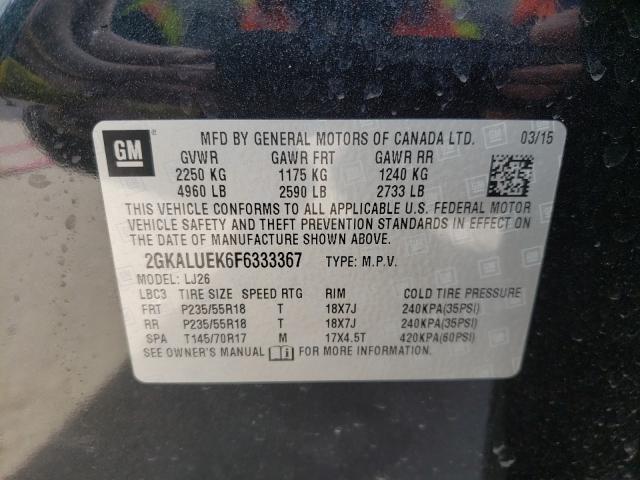 GM
MFD BY GENERAL MOTORS OF CANADA LTD. 03/15
GVWR GAWR FRT GAWR RR
2250 KG 1175 KG 1240 KG
4960 LB 2590 LB 2733 LB
THIS VEHICLE CONFORMS TO ALL APPLICABLE U.S. FEDERAL MOTOR
VEHICLE SAFETY AND THEFT PREVENTION STANDARDS IN EFFECT ON
THE DATE OF MANUFACTURE SHOWN ABOVE.
2GKALUEK6F6333367 TYPE: M.P.V.
MODEL: LJ26
LBC3 TIRE SIZE SPEED RTG RIM COLD TIRE PRESSURE
FRT P235/55R18 T 18X7J 240KPA(35PSI)
RR P235/55R18 T 18X7J 240KPA(35PSI)
SPA T145/70R17 M 17X4.5T 420KPA(60PSI)
SEE OWNER'S MANUAL FOR MORE INFORMATION.